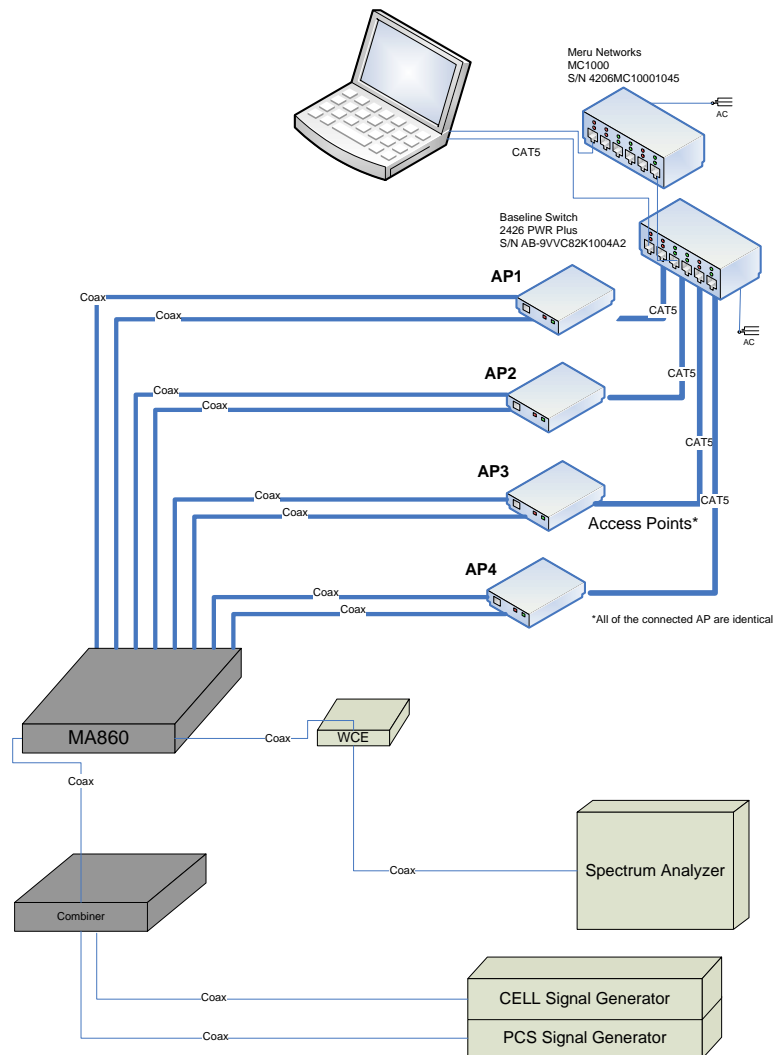 Meru Networks
MC1000
S/N 4206MC10001045
AC
CAT5
Baseline Switch
2426 PWR Plus
S/N AB-9VVC82K1004A2
AP1
Coax
Coax
CAT5
AC
AP2
Coax
Coax
CAT5
CAT5
AP3
Coax
Coax
CAT5
Access Points*
AP4
Coax
Coax
*All of the connected AP are identical
MA860
Coax
WCE
Coax
Coax
Spectrum Analyzer
Combiner
Coax
CELL Signal Generator
Coax
PCS Signal Generator